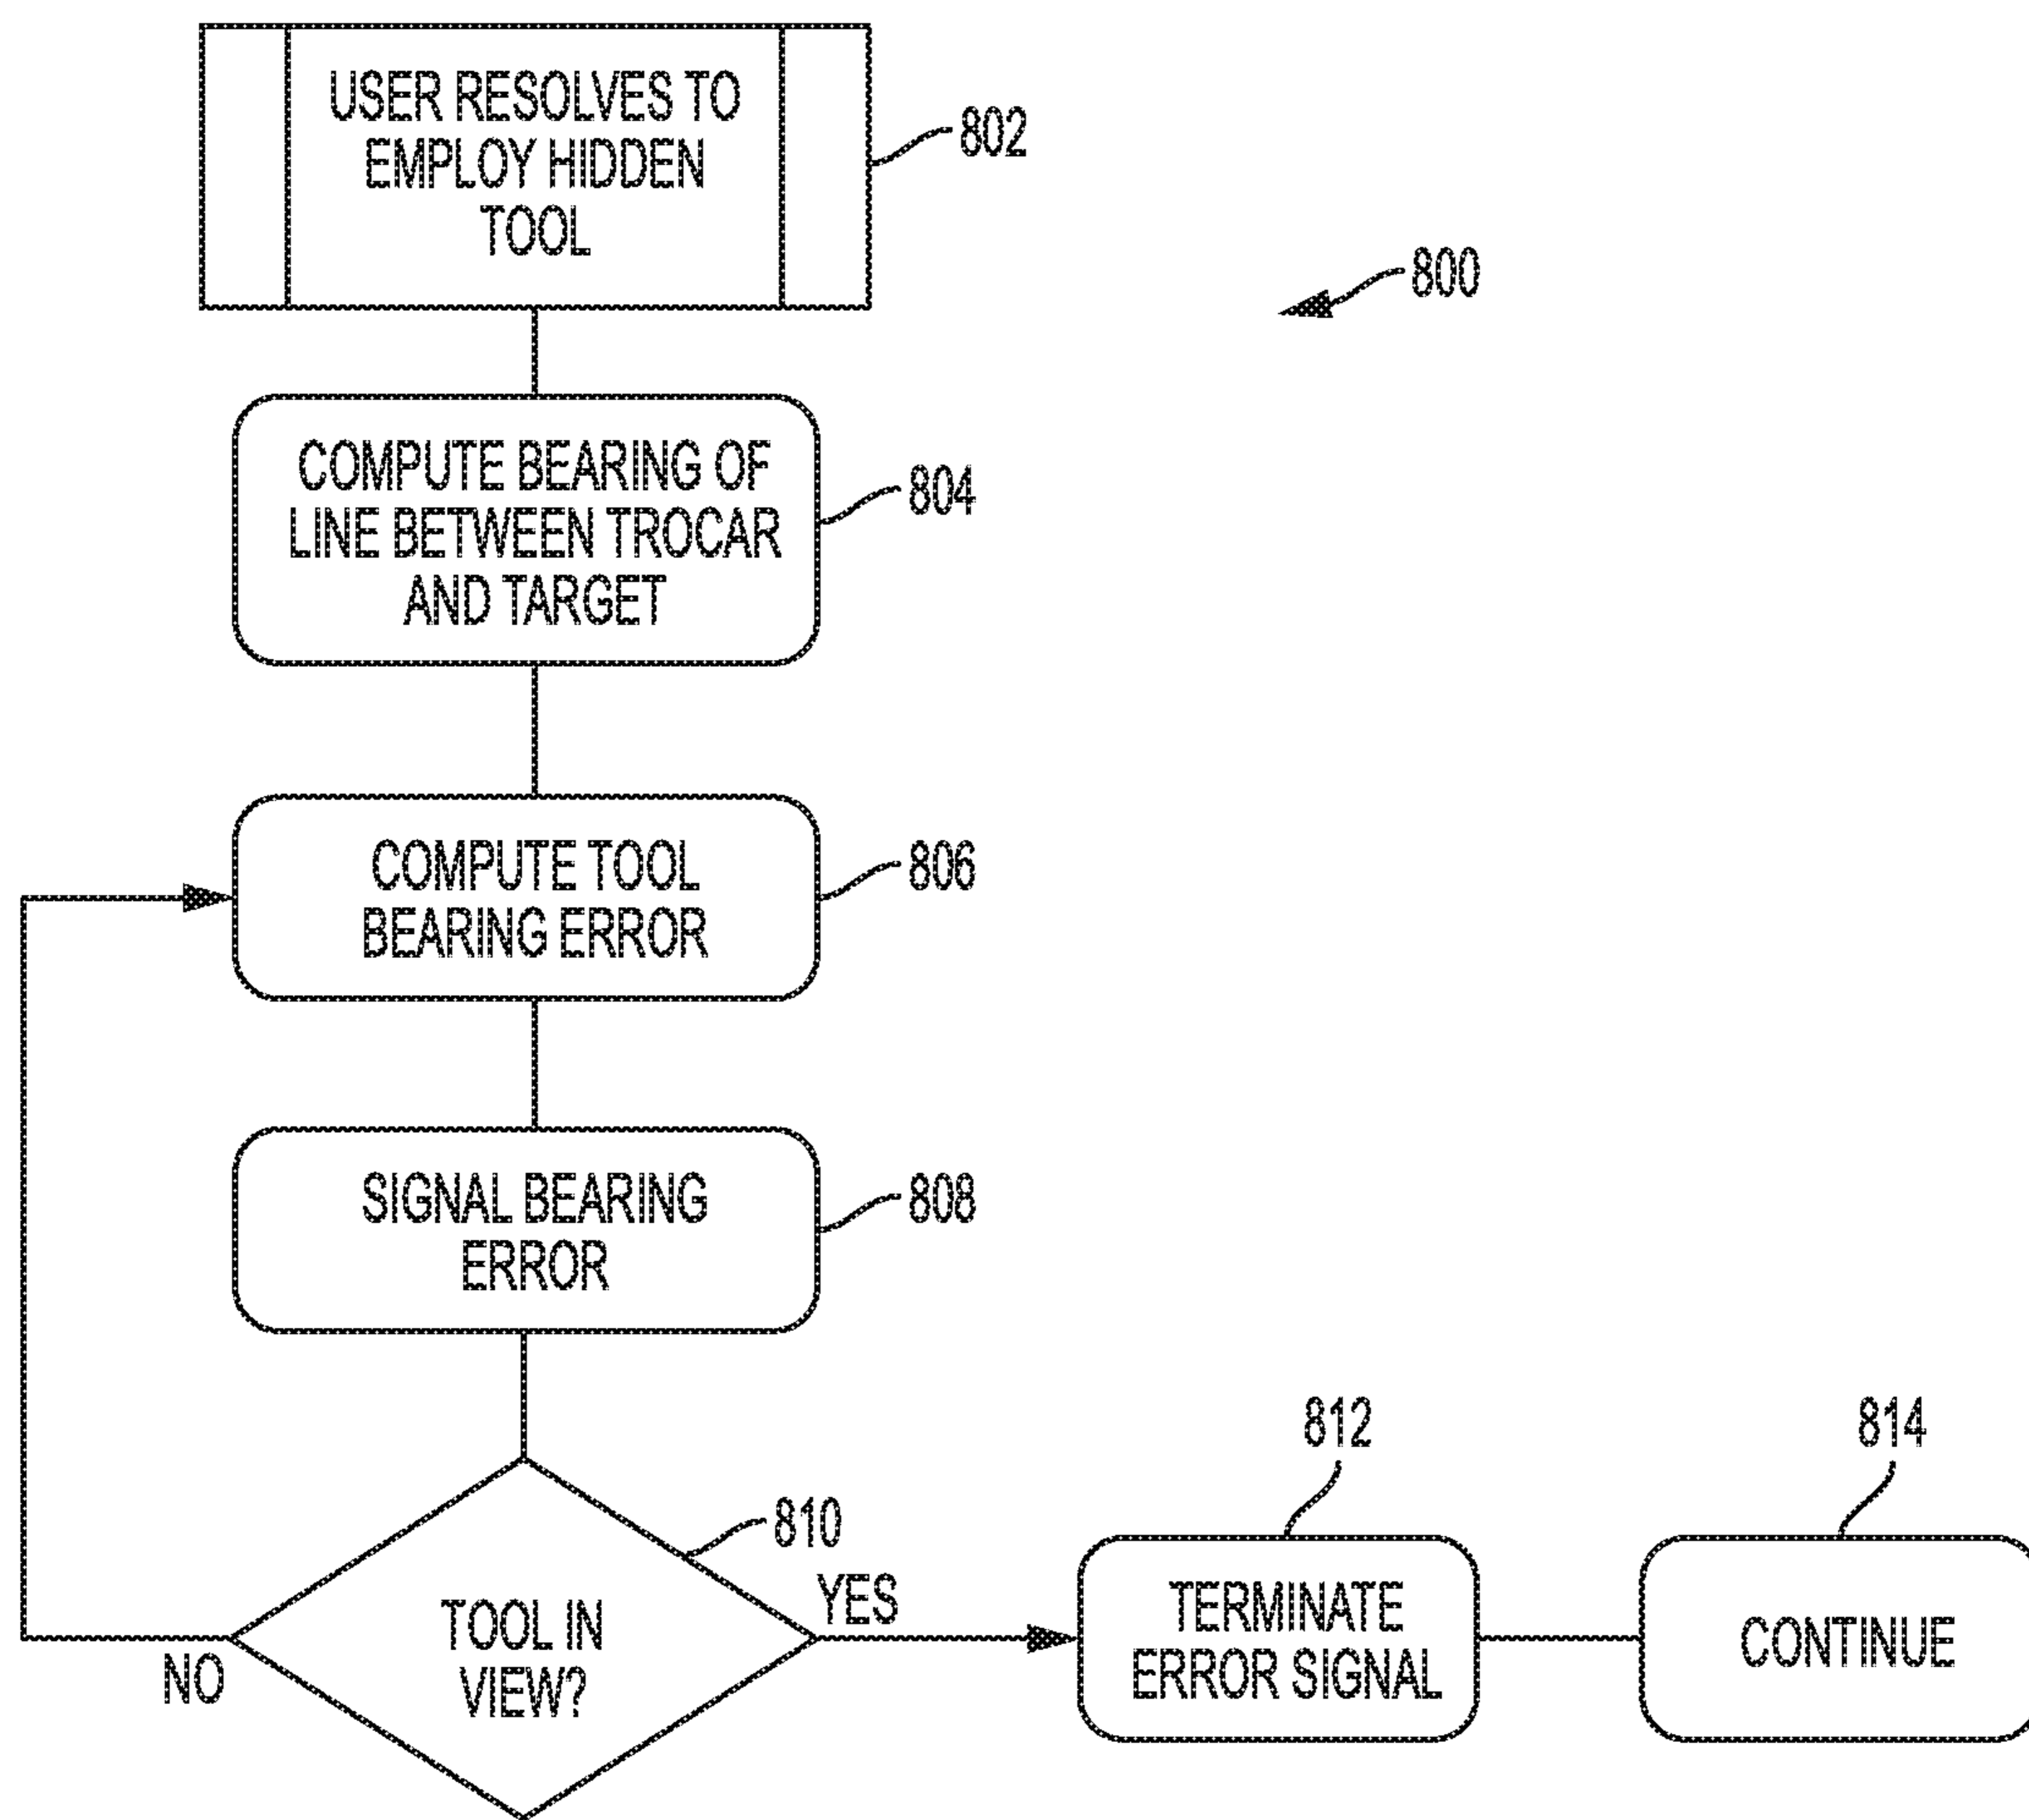 USER RESOLVES TO
EMPLOY HIDDEN
TOOL
802
800
COMPUTE BEARING OF
LINE BETWEEN TROCAR
AND TARGET
804
COMPUTE TOOL
BEARING ERROR
806
SIGNAL BEARING
ERROR
808
TOOL IN
VIEW?
810
NO
YES
812
TERMINATE
ERROR SIGNAL
814
CONTINUE